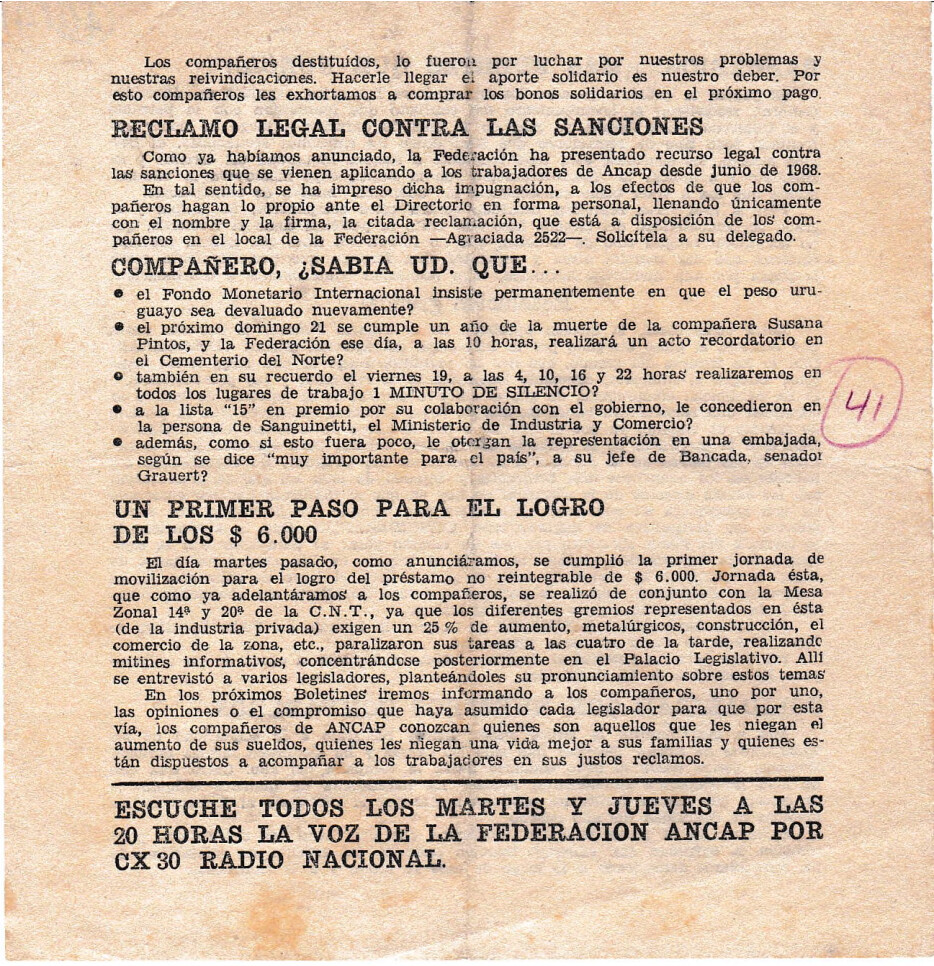 Los compañeros destituídos, lo fueron por luchar por nuestros problemas y
nuestras reivindicaciones. Hacerle llegar el aporte solidario es nuestro deber. Por
esto compañeros les exhortamos a comprar los bonos solidarios en el próximo pago.
RECLAMO LEGAL CONTRA LAS SANCIONES
Como ya habíamos anunciado, la Federación ha presentado recurso legal contra
las sanciones que se vienen aplicando a los trabajadores de Ancap desde junio de 1968.
En tal sentido, se ha impreso dicha impugnación, a los efectos de que los com-
pañeros hagan lo propio ante el Directorio en forma personal, llenando únicamente
con el nombre y la firma, la citada reclamación, que está a disposición de los com-
pañeros en el local de la Federación —Agraciada 2522—. Solicítela a su delegado.
COMPAÑERO, ¿SABIA UD. QUE...
● el Fondo Monetario Internacional insiste permanentemente en que el peso uru-
guayo sea devaluado nuevamente?
● el próximo domingo 21 se cumple un año de la muerte de la compañera Susana
Pintos, y la Federación ese día, a las 10 horas, realizará un acto recordatorio en
el Cementerio del Norte?
● también en su recuerdo el viernes 19, a las 4, 10, 16 y 22 horas realizaremos en
todos los lugares de trabajo 1 MINUTO DE SILENCIO?
● a la lista “15” en premio por su colaboración con el gobierno, le concedieron en
la persona de Sanguinetti, el Ministerio de Industria y Comercio?
● además, como si esto fuera poco, le otorgan la representación en una embajada,
según se dice “muy importante para el país”, a su jefe de Bancada, senador
Grauert?
41
UN PRIMER PASO PARA EL LOGRO
DE LOS $ 6.000
El día martes pasado, como anunciáramos, se cumplió la primer jornada de
movilización para el logro del préstamo no reintegrable de $ 6.000. Jornada ésta,
que como ya adelantáramos a los compañeros, se realizó de conjunto con la Mesa
Zonal 14ª y 20ª de la C.N.T., ya que los diferentes gremios representados en ésta
(de la industria privada) exigen un 25 % de aumento, metalúrgicos, construcción, el
comercio de la zona, etc., paralizaron sus tareas a las cuatro de la tarde, realizando
mitines informativos, concentrándose posteriormente en el Palacio Legislativo. Allí
se entrevistó a varios legisladores, planteándoles su pronunciamiento sobre estos temas
En los próximos Boletines iremos informando a los compañeros, uno por uno,
las opiniones o el compromiso que haya asumido cada legislador para que por esta
vía, los compañeros de ANCAP conozcan quienes son aquellos que les niegan el
aumento de sus sueldos, quienes les niegan una vida mejor a sus familias y quienes es-
tán dispuestos a acompañar a los trabajadores en sus justos reclamos.
ESCUCHE TODOS LOS MARTES Y JUEVES A LAS
20 HORAS LA VOZ DE LA FEDERACION ANCAP POR
CX 30 RADIO NACIONAL.